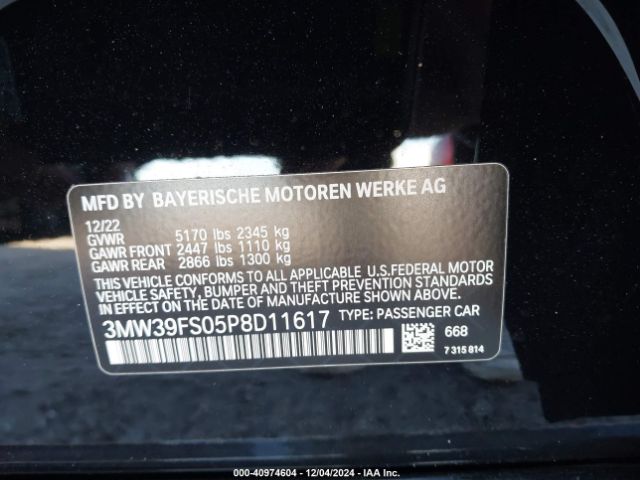 MFD BY BAYERISCHE MOTOREN WERKE AG
12/22
GVWR 5170 lbs 2345 kg
GAWR FRONT 2447 lbs 1110 kg
GAWR REAR 2866 lbs 1300 kg
THIS VEHICLE CONFORMS TO ALL APPLICABLE U.S.FEDERAL MOTOR
VEHICLE SAFETY, BUMPER AND THEFT PREVENTION STANDARDS
IN EFFECT ON THE DATE OF MANUFACTURE SHOWN ABOVE.
3MW39FS05P8D11617 TYPE: PASSENGER CAR
668
7 315 814
(40-40974604 - 12/04/2024 - IAA Inc.)